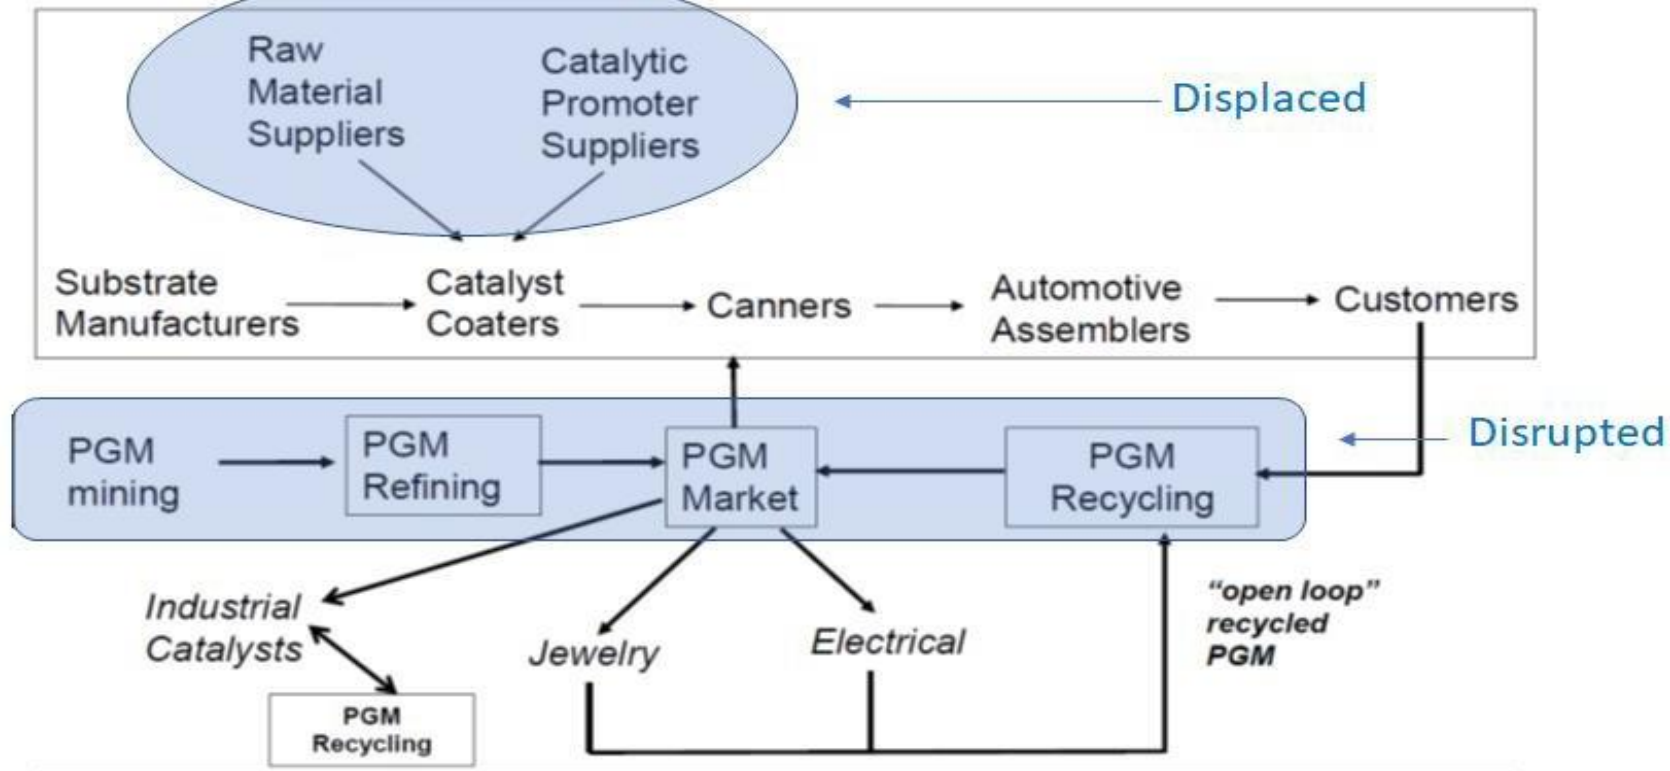 Raw
Material
Suppliers
Catalytic
Promoter
Suppliers
Displaced
Substrate
Manufacturers
Catalyst
Coaters
Canners
Automotive
Assemblers
Customers
PGM
mining
PGM
Refining
PGM
Market
PGM
Recycling
Disrupted
Industrial
Catalysts
Jewelry
Electrical
“open loop”
recycled
PGM
PGM
Recycling